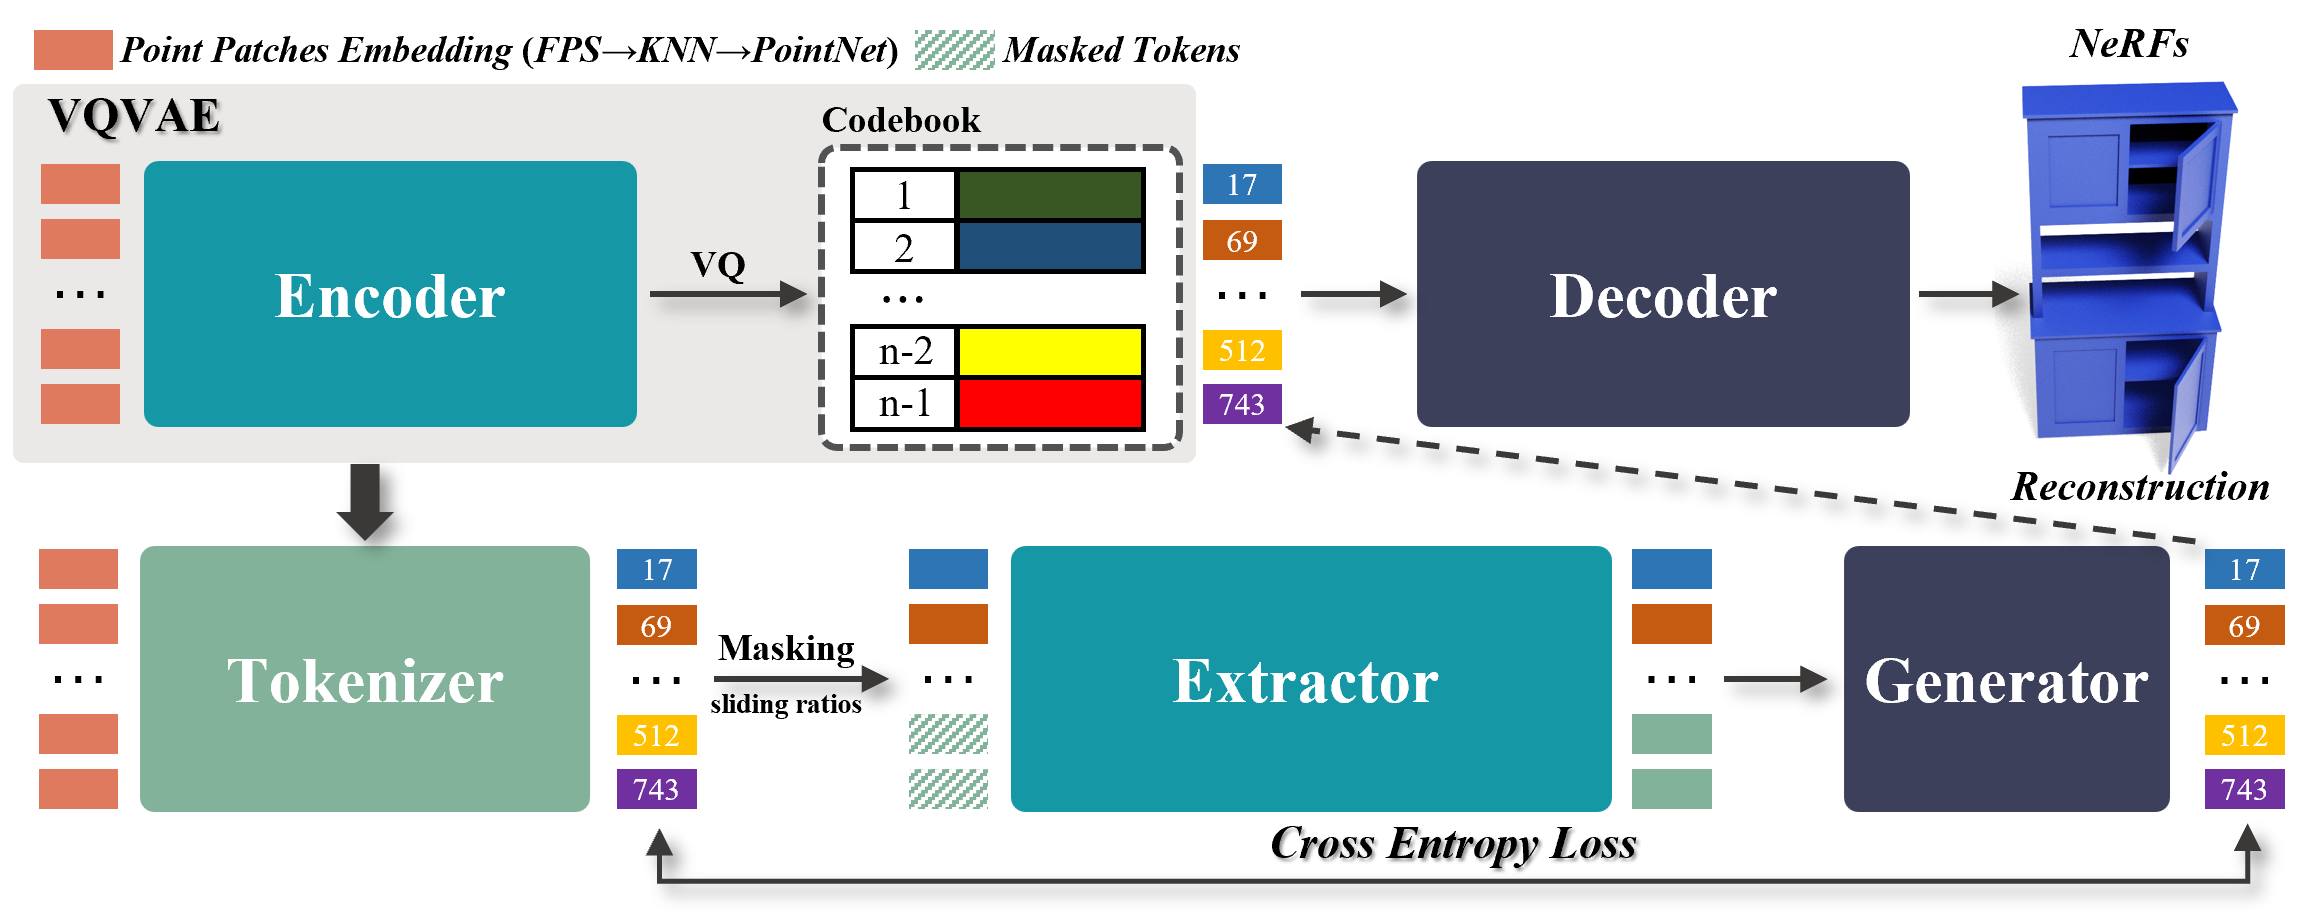 Point Patches Embedding (FPS→KNN→PointNet)
Masked Tokens
NeRFs
VQVAE
Codebook
Encoder
VQ
1
2
...
n-2
n-1
...
17
69
...
512
743
Decoder
Reconstruction
...
Tokenizer
17
69
...
512
743
Masking
sliding ratios
...
Extractor
...
Generator
17
69
...
512
743
Cross Entropy Loss